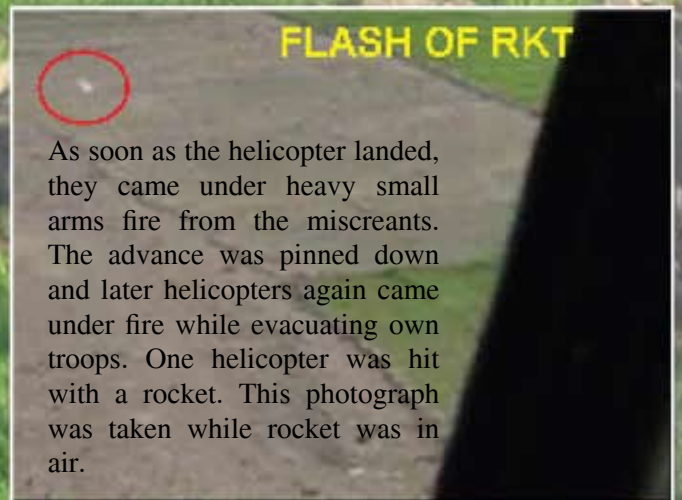 FLASH OF RKT
As soon as the helicopter landed,
they came under heavy small
arms fire from the miscreants.
The advance was pinned down
and later helicopters again came
under fire while evacuating own
troops. One helicopter was hit
with a rocket. This photograph
was taken while rocket was in
air.